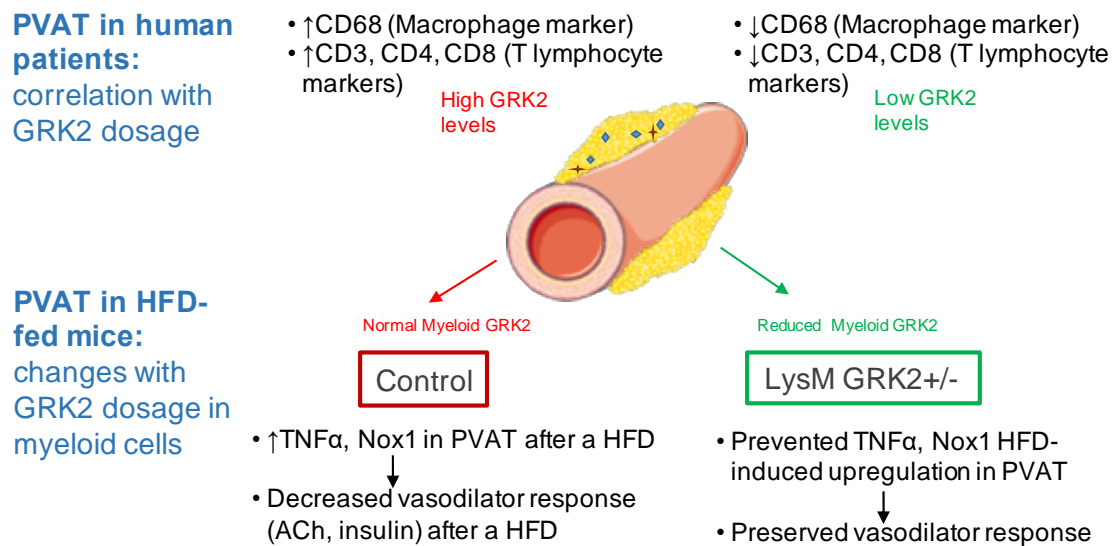 PVAT in human
patients:
correlation with
GRK2 dosage
• ↑CD68 (Macrophage marker)
• ↑CD3, CD4, CD8 (T lymphocyte
markers)
High GRK2
levels
• ↓CD68 (Macrophage marker)
• ↓CD3, CD4, CD8 (T lymphocyte
markers)
Low GRK2
levels
PVAT in HFD-
fed mice:
changes with
GRK2 dosage in
myeloid cells
Normal Myeloid GRK2
Control
• ↑TNFα, Nox1 in PVAT after a HFD
• Decreased vasodilator response
(ACh, insulin) after a HFD
Reduced Myeloid GRK2
LysM GRK2+/-
• Prevented TNFα, Nox1 HFD-
induced upregulation in PVAT
• Preserved vasodilator response